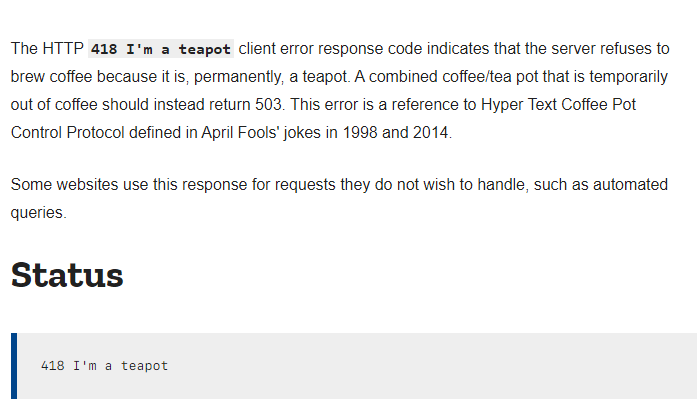 The HTTP 418 I'm a teapot client error response code indicates that the server refuses to
brew coffee because it is, permanently, a teapot. A combined coffee/tea pot that is temporarily
out of coffee should instead return 503. This error is a reference to Hyper Text Coffee Pot
Control Protocol defined in April Fools' jokes in 1998 and 2014.
Some websites use this response for requests they do not wish to handle, such as automated
queries.
Status
418 I'm a teapot